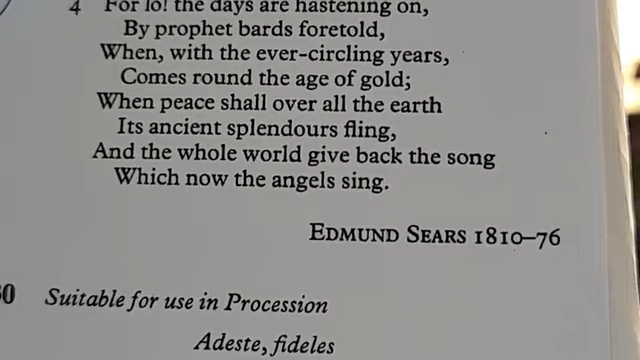 4 For lo! the days are hastening on,
By prophet bards foretold,
When, with the ever-circling years,
Comes round the age of gold;
When peace shall over all the earth
Its ancient splendours fling,
And the whole world give back the song
Which now the angels sing.
EDMUND SEARS 1810–76
0 Suitable for use in Procession
Adeste, fideles